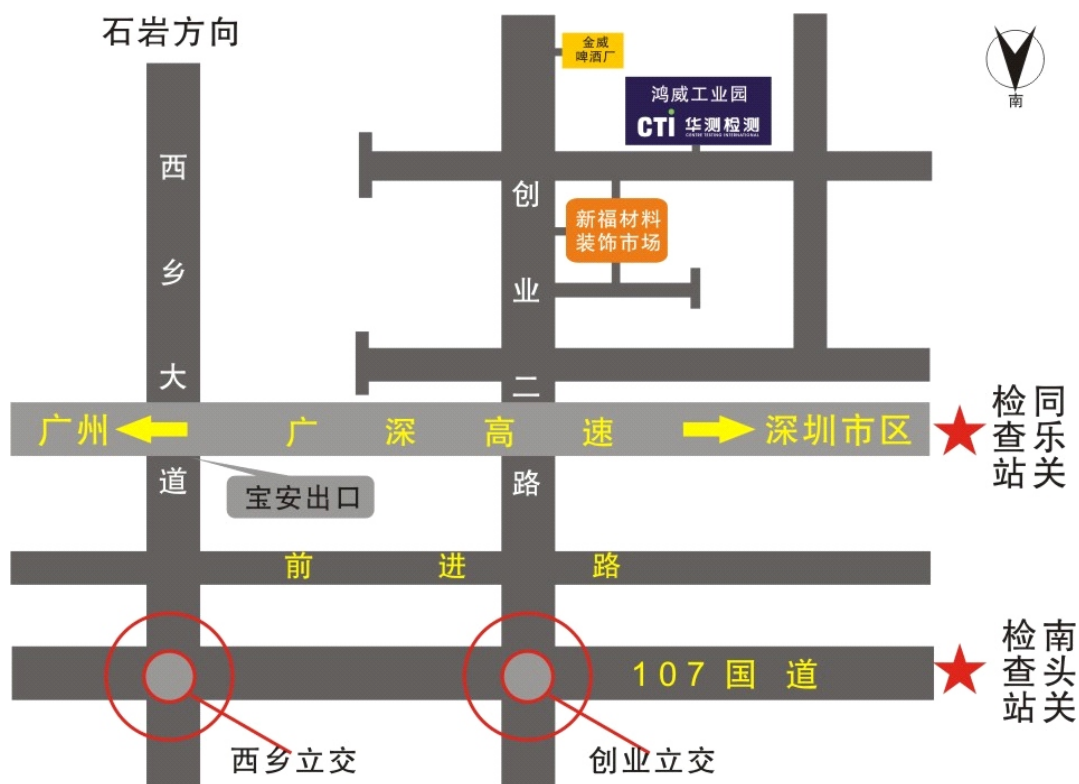 石岩方向
金威
啤酒厂
南
鸿威工业园
CTi 华测检测
CENTRE TESTING INTERNATIONAL
西乡大道
创业二路
新福材料
装饰市场
广州
广深高速
深圳市区
同乐关
检查站
宝安出口
前进路
107国道
南头关
检查站
西乡立交
创业立交